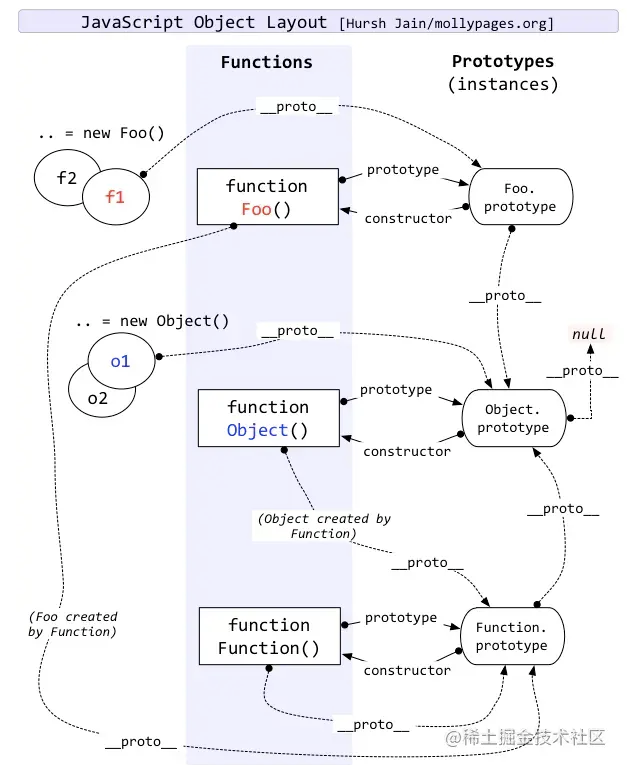 JavaScript Object Layout [Hursh Jain/mollypages.org]
Functions
Prototypes
(instances)
__proto__
.. = new Foo()
f2
f1
function
Foo()
prototype
constructor
Foo.
prototype
__proto__
.. = new Object()
__proto__
null
__proto__
o1
o2
function
Object()
prototype
constructor
Object.
prototype
(Object created by
Function)
__proto__
__proto__
(Foo created
by Function)
function
Function()
prototype
constructor
Function.
prototype
__proto__
__proto__
@稀土掘金技术社区